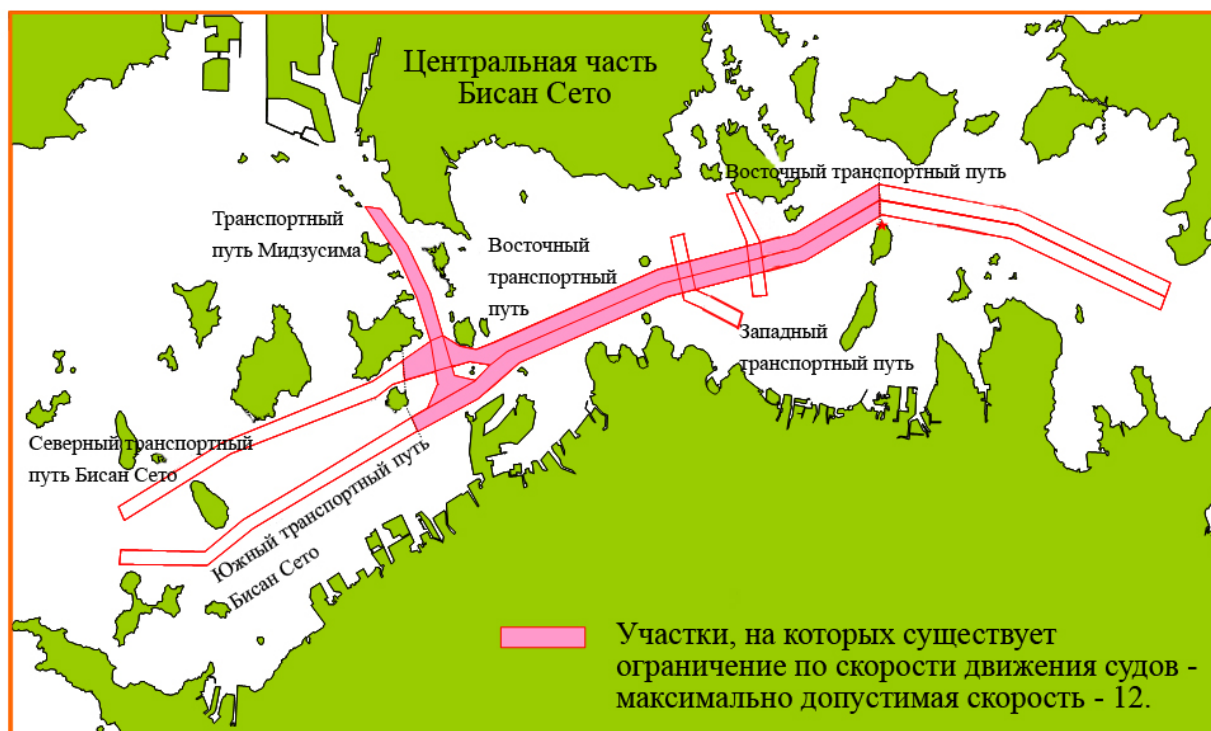 Центральная часть
Бисан Сето
Восточный транспортный путь
Транспортный
путь Мидзусима
Восточный
транспортный
путь
Западный
транспортный путь
Северный транспортный
путь Бисан Сето
Южный транспортный путь
Бисан Сето
Участки, на которых существует
ограничение по скорости движения судов -
максимально допустимая скорость - 12.